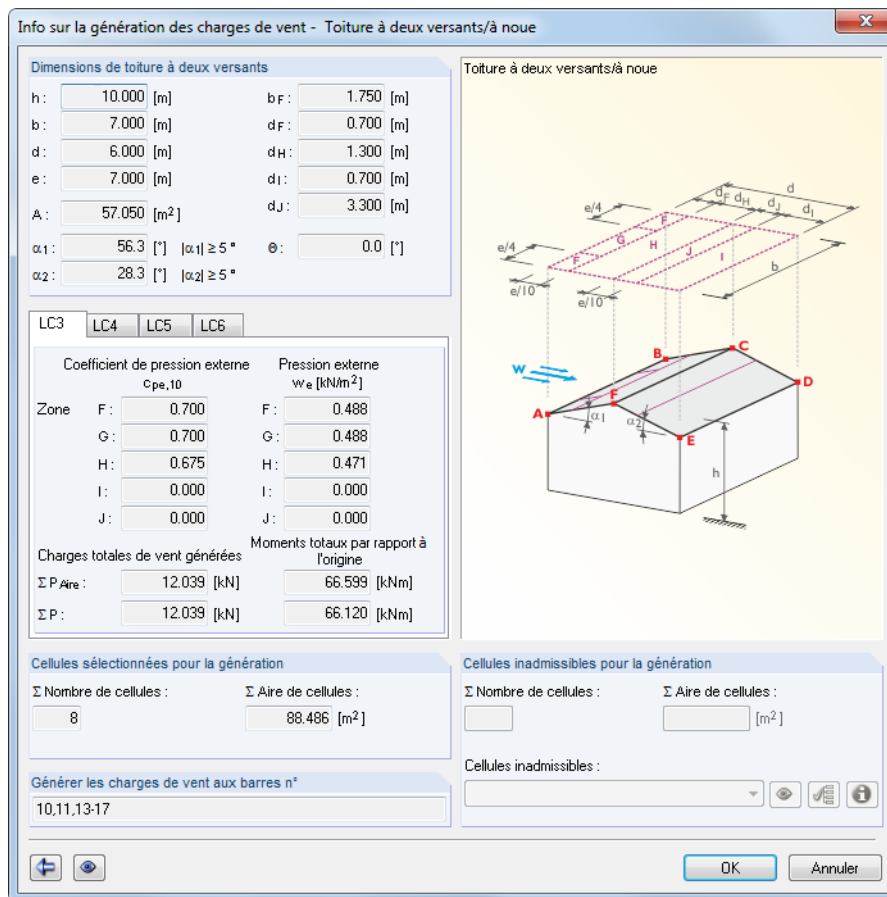 Info sur la génération des charges de vent - Toiture à deux versants/à noue
Dimensions de toiture à deux versants
h : 10.000 [m] bF : 1.750 [m]
b : 7.000 [m] dF : 0.700 [m]
d : 6.000 [m] dH : 1.300 [m]
e : 7.000 [m] dI : 0.700 [m]
A : 57.050 [m²] dJ : 3.300 [m]
α1 : 56.3 [°] |α1| ≥ 5 ° Θ : 0.0 [°]
α2 : 28.3 [°] |α2| ≥ 5 °
LC3 LC4 LC5 LC6
Coefficient de pression externe Pression externe
cpe,10 we [kN/m²]
Zone F : 0.700 F : 0.488
G : 0.700 G : 0.488
H : 0.675 H : 0.471
I : 0.000 I : 0.000
J : 0.000 J : 0.000
Charges totales de vent générées Moments totaux par rapport à
l'origine
Σ P Aire : 12.039 [kN] 66.599 [kNm]
Σ P : 12.039 [kN] 66.120 [kNm]
Toiture à deux versants/à noue
d
dF dH dJ dI
e/4 F
G H J
e/4 F I b
e/10 e/10
W B C
A F D
α1 α2 E
h
Cellules sélectionnées pour la génération
Σ Nombre de cellules : Σ Aire de cellules :
8 88.486 [m²]
Cellules inadmissibles pour la génération
Σ Nombre de cellules : Σ Aire de cellules :
[m²]
Cellules inadmissibles :
Générer les charges de vent aux barres n°
10,11,13-17
OK Annuler